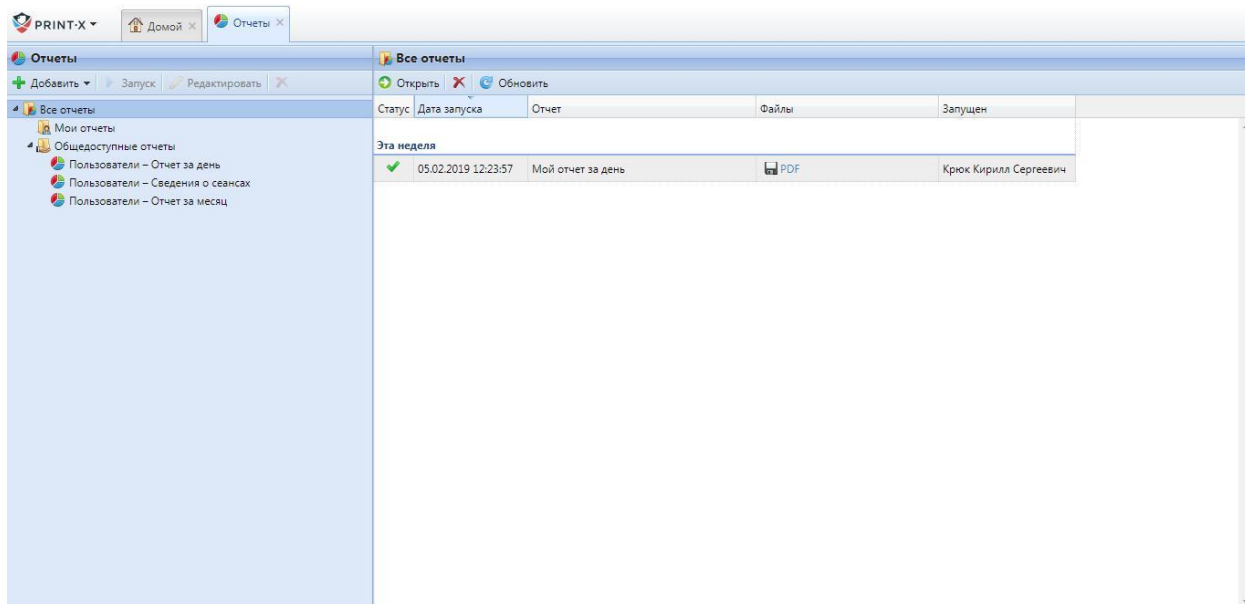 PRINT-X Домой Отчеты
Отчеты
Добавить Запуск Редактировать
Все отчеты
Мои отчеты
Общедоступные отчеты
Пользователи – Отчет за день
Пользователи – Сведения о сеансах
Пользователи – Отчет за месяц
Все отчеты
Открыть Обновить
Статус Дата запуска Отчет Файлы Запущен
Эта неделя
05.02.2019 12:23:57 Мой отчет за день PDF Крюк Кирилл Сергеевич